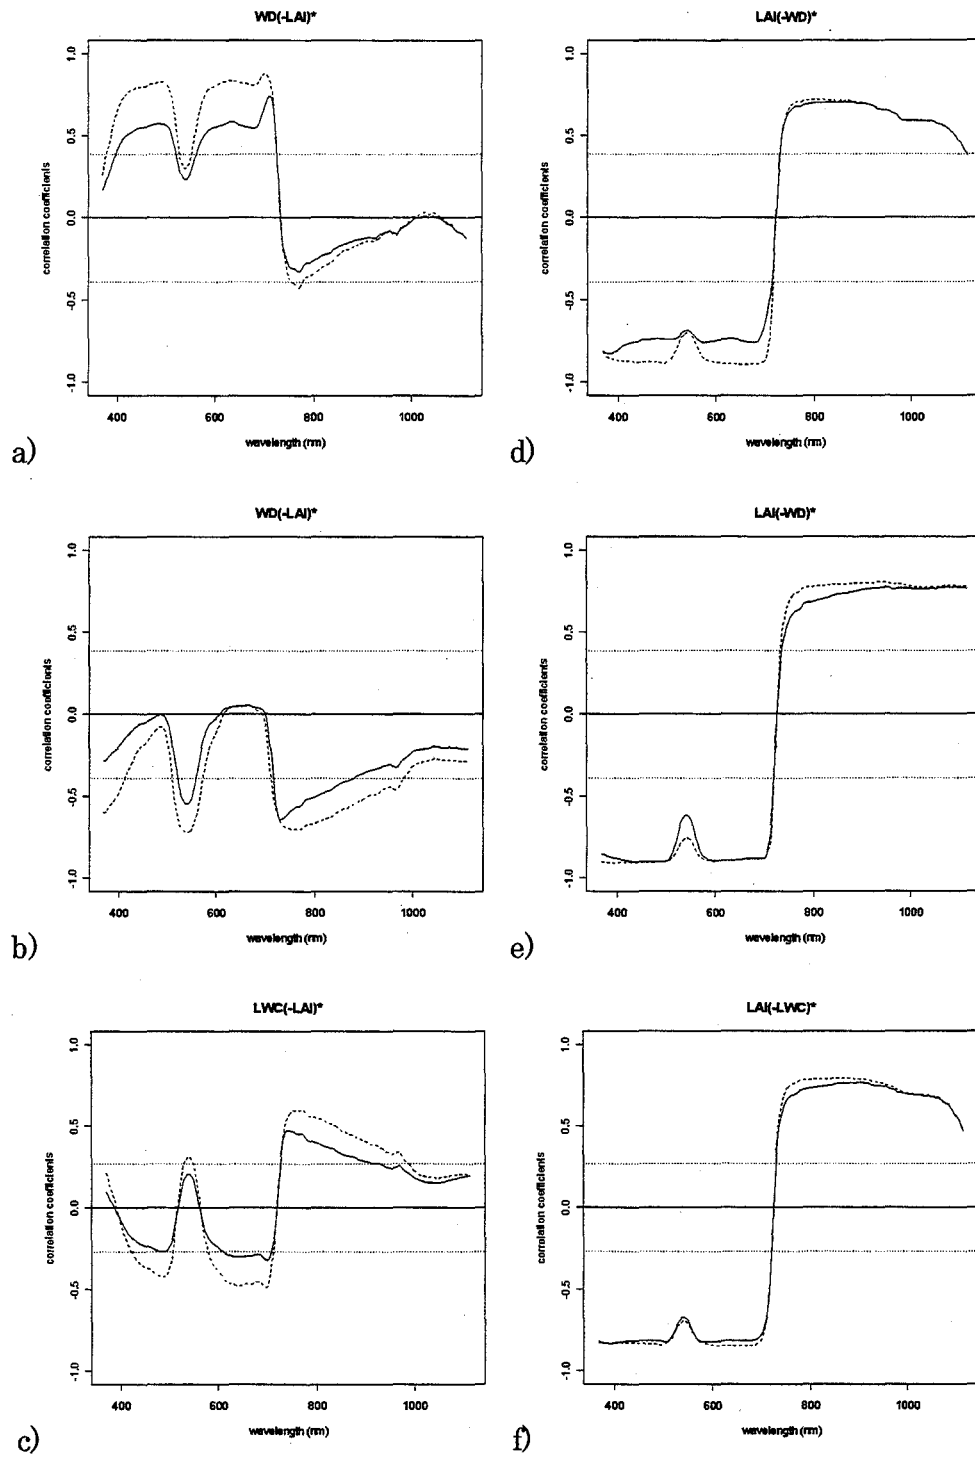 WD(-LAI)*
correlation coefficients
1.0
0.5
0.0
-0.5
-1.0
400 600 800 1000
wavelength (nm)
a)
LAI(-WD)*
correlation coefficients
1.0
0.5
0.0
-0.5
-1.0
400 600 800 1000
wavelength (nm)
d)
WD(-LAI)*
correlation coefficients
1.0
0.5
0.0
-0.5
-1.0
400 600 800 1000
wavelength (nm)
b)
LAI(-WD)*
correlation coefficients
1.0
0.5
0.0
-0.5
-1.0
400 600 800 1000
wavelength (nm)
e)
LWC(-LAI)*
correlation coefficients
1.0
0.5
0.0
-0.5
-1.0
400 600 800 1000
wavelength (nm)
c)
LAI(-LWC)*
correlation coefficients
1.0
0.5
0.0
-0.5
-1.0
400 600 800 1000
wavelength (nm)
f)